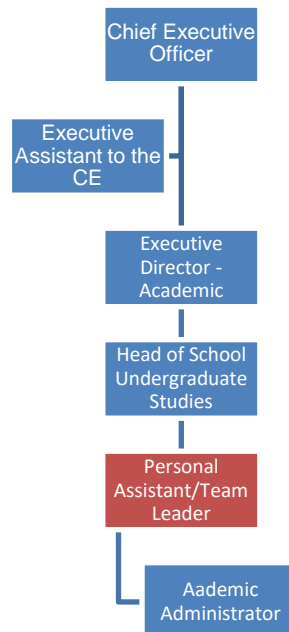 Chief Executive
Officer
Executive
Assistant to the
CE
Executive
Director -
Academic
Head of School
Undergraduate
Studies
Personal
Assistant/Team
Leader
Aademic
Administrator